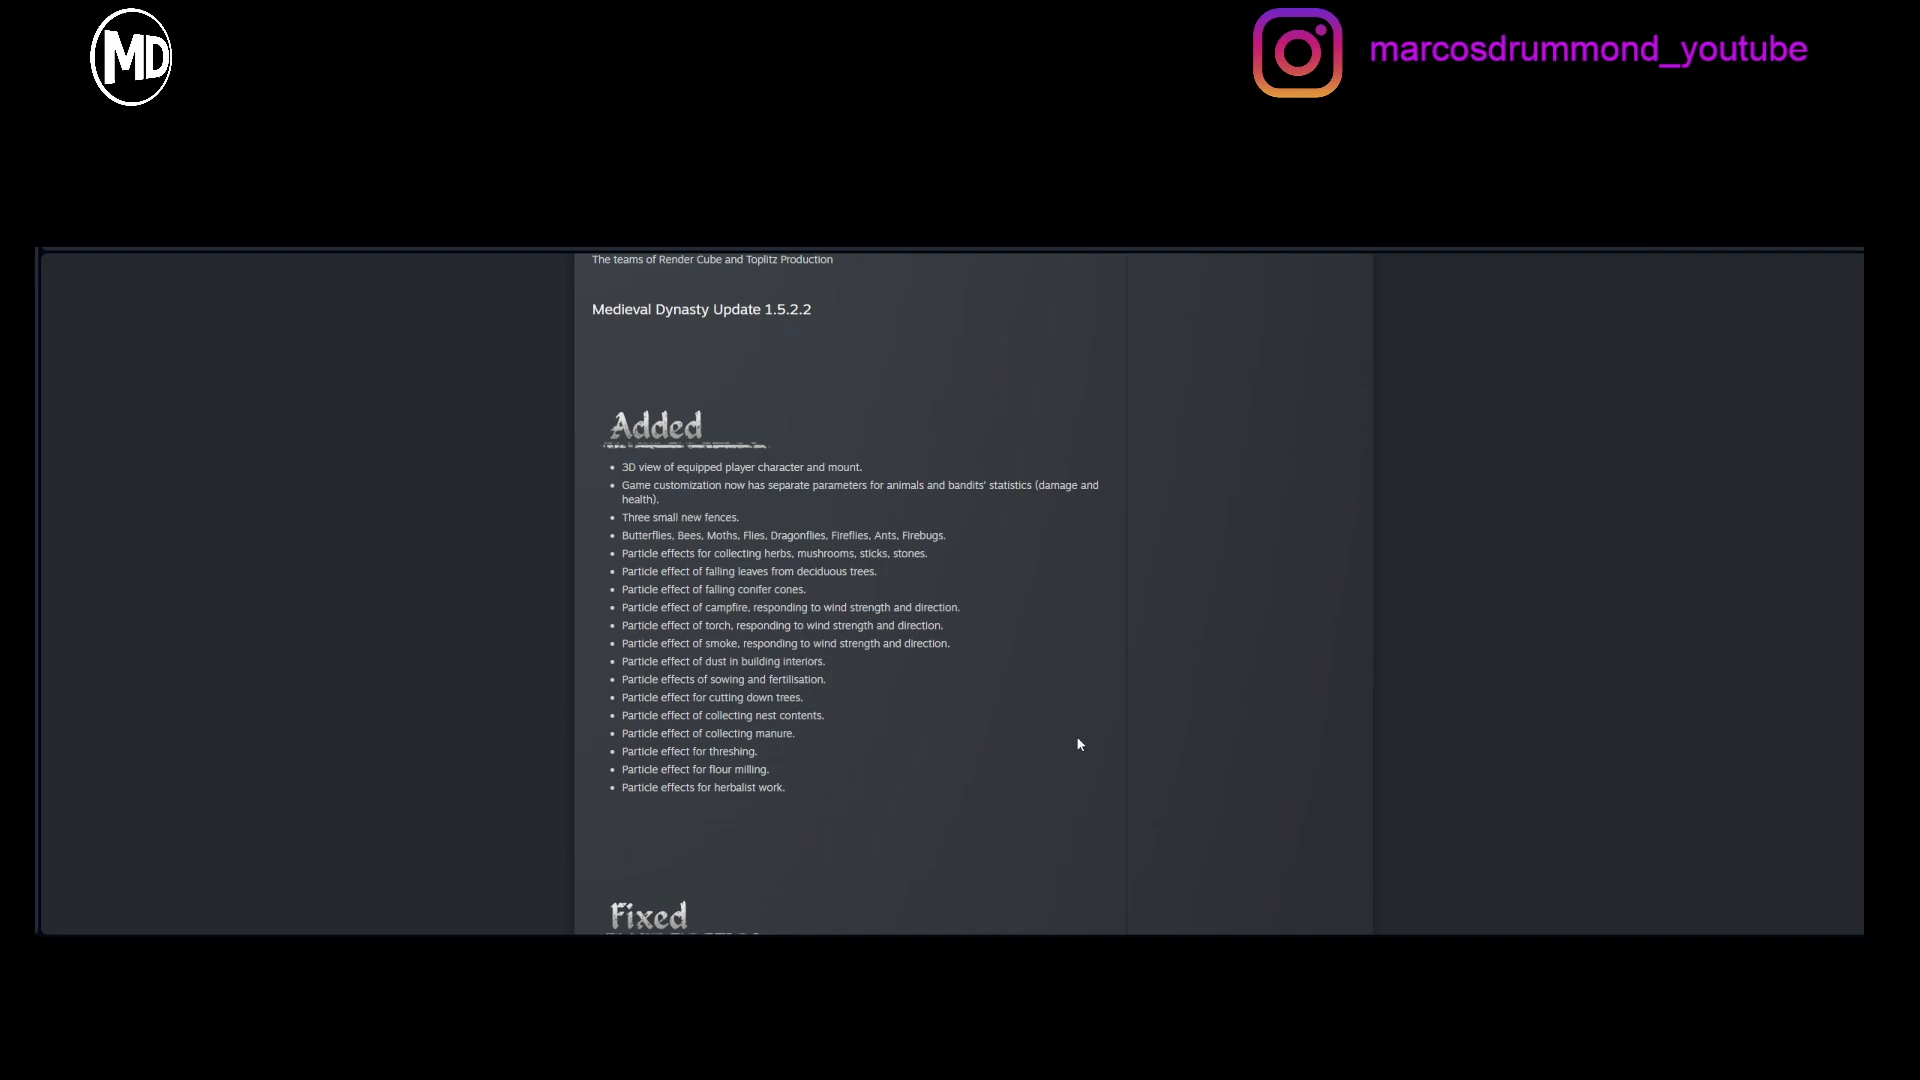 MD
marcosdrummond_youtube
The teams of Render Cube and Toplitz Production
Medieval Dynasty Update 1.5.2.2
Added
3D view of equipped player character and mount.
Game customization now has separate parameters for animals and bandits' statistics (damage and
health).
Three small new fences.
Butterflies, Bees, Moths, Flies, Dragonflies, Fireflies, Ants, Firebugs.
Particle effects for collecting herbs, mushrooms, sticks, stones.
Particle effect of falling leaves from deciduous trees.
Particle effect of falling conifer cones.
Particle effect of campfire, responding to wind strength and direction.
Particle effect of torch, responding to wind strength and direction.
Particle effect of smoke, responding to wind strength and direction.
Particle effect of dust in building interiors.
Particle effects of sowing and fertilisation.
Particle effect for cutting down trees.
Particle effect of collecting nest contents.
Particle effect of collecting manure.
Particle effect for threshing.
Particle effect for flour milling.
Particle effects for herbalist work.
Fixed